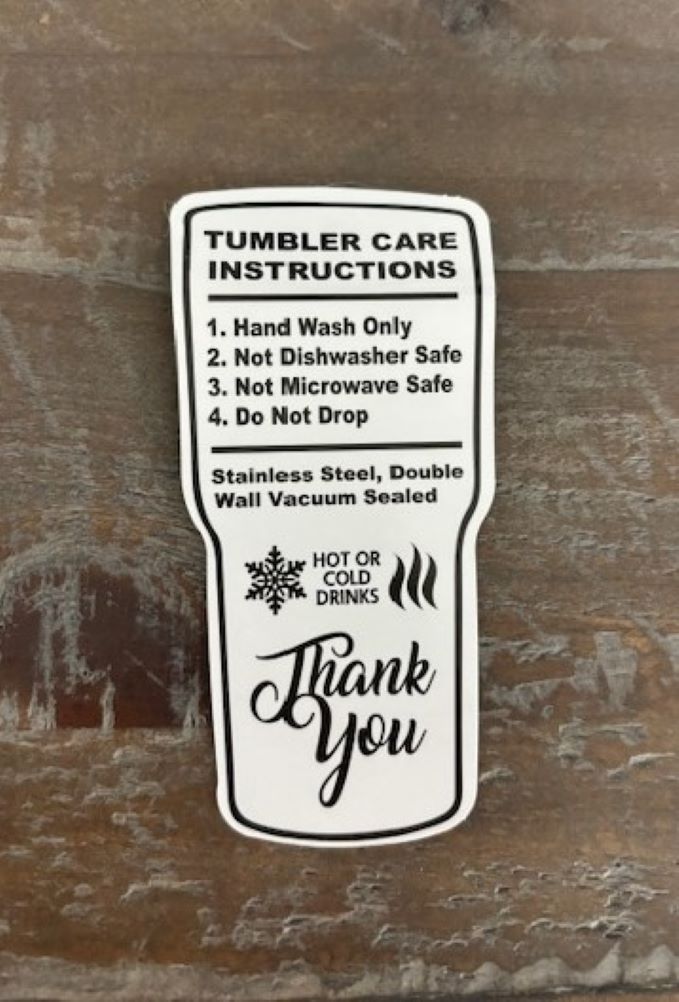 TUMBLER CARE
INSTRUCTIONS
1. Hand Wash Only
2. Not Dishwasher Safe
3. Not Microwave Safe
4. Do Not Drop
Stainless Steel, Double
Wall Vacuum Sealed
HOT OR
COLD
DRINKS
Thank
You